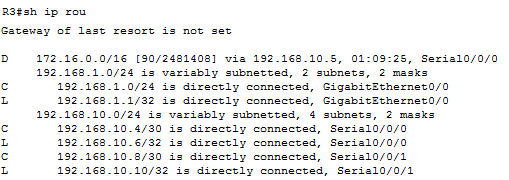 R3#sh ip rou
Gateway of last resort is not set
D 172.16.0.0/16 [90/2481408] via 192.168.10.5, 01:09:25, Serial0/0/0
192.168.1.0/24 is variably subnetted, 2 subnets, 2 masks
C 192.168.1.0/24 is directly connected, GigabitEthernet0/0
L 192.168.1.1/32 is directly connected, GigabitEthernet0/0
192.168.10.0/24 is variably subnetted, 4 subnets, 2 masks
C 192.168.10.4/30 is directly connected, Serial0/0/0
L 192.168.10.6/32 is directly connected, Serial0/0/0
C 192.168.10.8/30 is directly connected, Serial0/0/1
L 192.168.10.10/32 is directly connected, Serial0/0/1